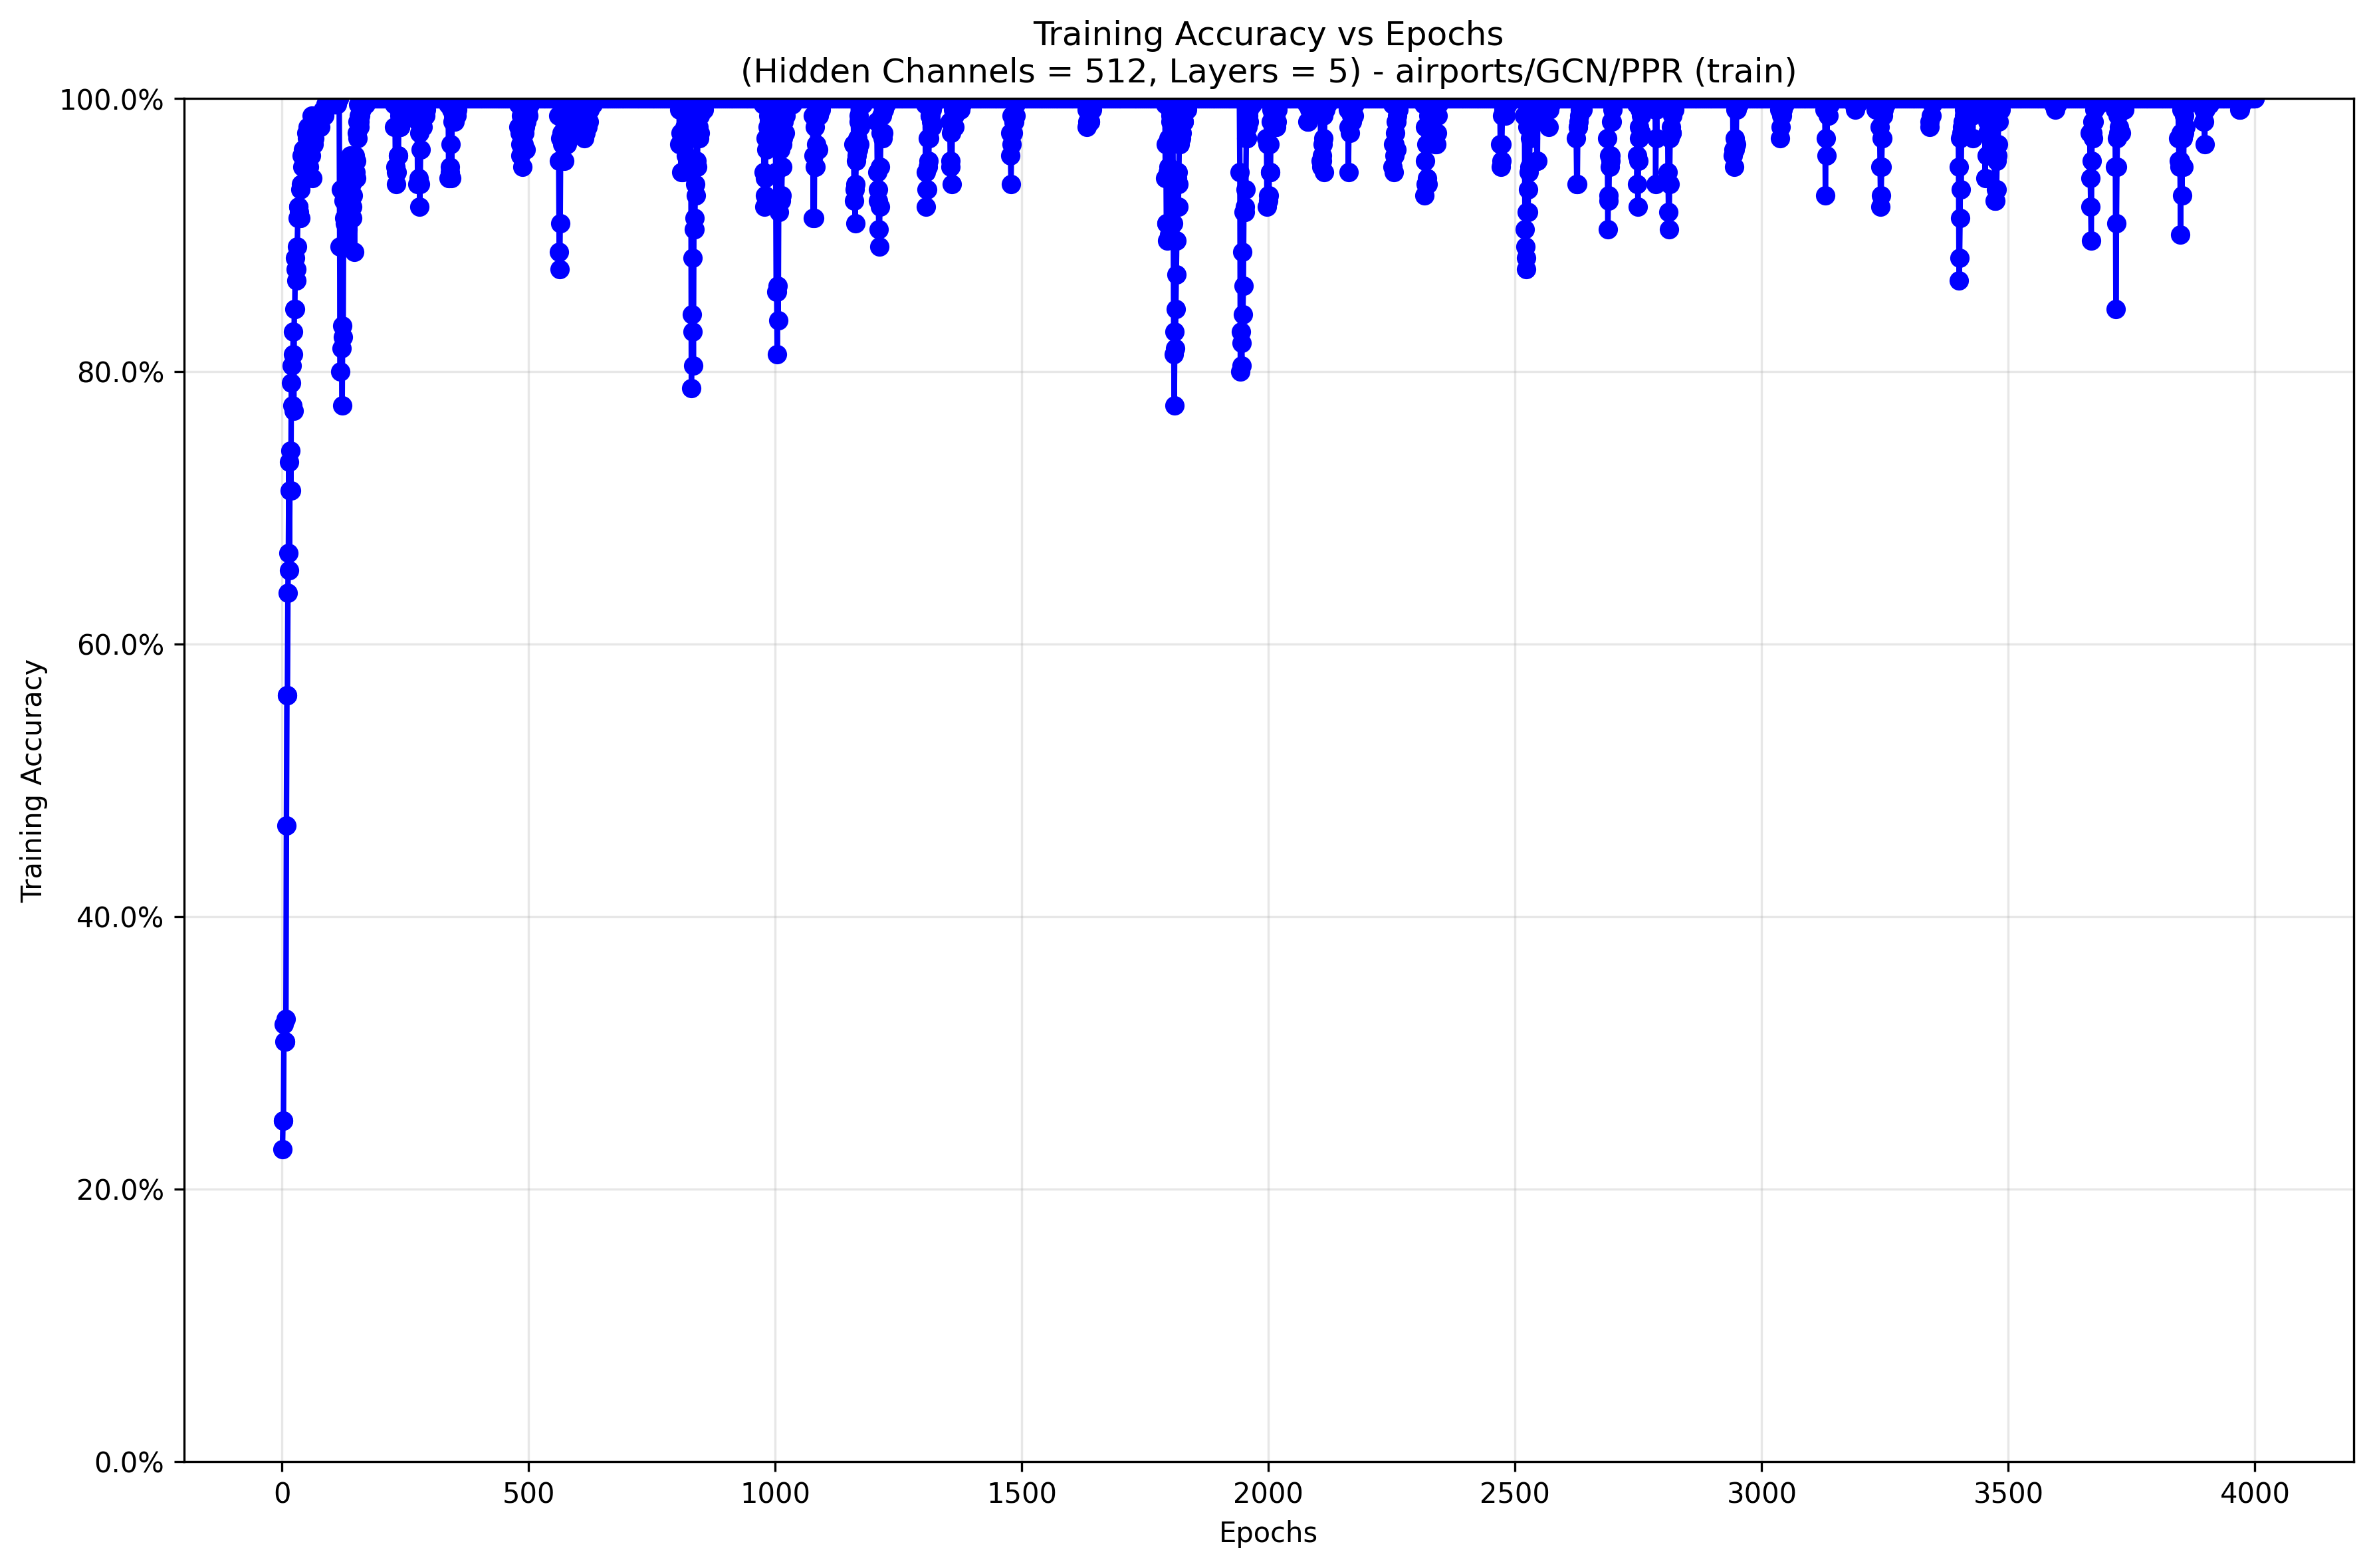 Training Accuracy vs Epochs
(Hidden Channels = 512, Layers = 5) - airports/GCN/PPR (train)
100.0%
80.0%
60.0%
40.0%
20.0%
0.0%
Training Accuracy
0 500 1000 1500 2000 2500 3000 3500 4000
Epochs